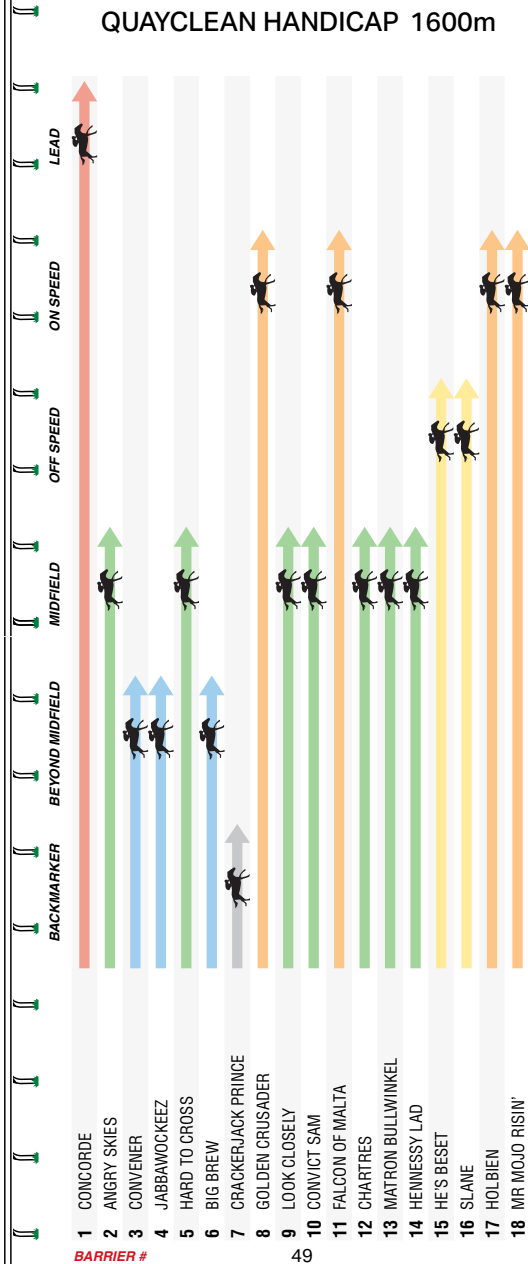 QUAYCLEAN HANDICAP 1600m
LEAD
ON SPEED
OFF SPEED
MIDFIELD
BEYOND MIDFIELD
BACKMARKER
1 CONCORDE
2 ANGRY SKIES
3 CONVENER
4 JABBAWOCKEEZ
5 HARD TO CROSS
6 BIG BREW
7 CRACKERJACK PRINCE
8 GOLDEN CRUSADER
9 LOOK CLOSELY
10 CONVICT SAM
11 FALCON OF MALTA
12 CHARTRES
13 MATRON BULLWINKEL
14 HENNESSY LAD
15 HE'S BESET
16 SLANE
17 HOLBIEN
18 MR MOJO RISIN'
BARRIER #
49